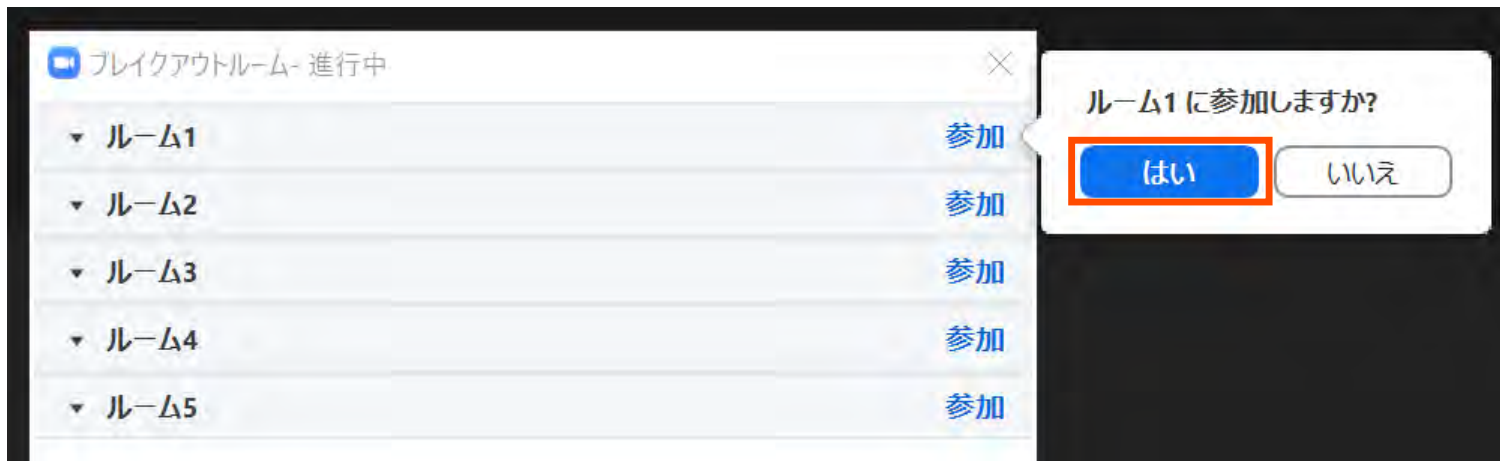 ブレイクアウトルーム- 進行中
ルーム1 参加
ルーム1 に参加しますか?
はい いいえ
ルーム2 参加
ルーム3 参加
ルーム4 参加
ルーム5 参加